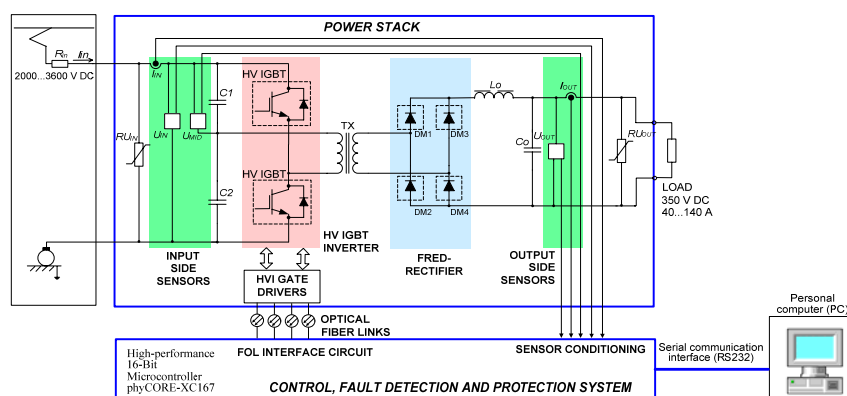 POWER STACK
Rin
Iin
2000...3600 V DC
IIN
UIN
UMID
C1
C2
RUIN
HV IGBT
HV IGBT
HV IGBT
INVERTER
TX
DM1
DM3
DM2
DM4
Lo
Co
IOUT
UOUT
RUOUT
LOAD
350 V DC
40...140 A
INPUT
SIDE
SENSORS
FRED-
RECTIFIER
OUTPUT
SIDE
SENSORS
HVI GATE
DRIVERS
OPTICAL
FIBER LINKS
FOL INTERFACE CIRCUIT
SENSOR CONDITIONING
High-performance
16-Bit
Microcontroller
phyCORE-XC167
CONTROL, FAULT DETECTION AND PROTECTION SYSTEM
Serial communication
interface (RS232)
Personal
computer (PC)